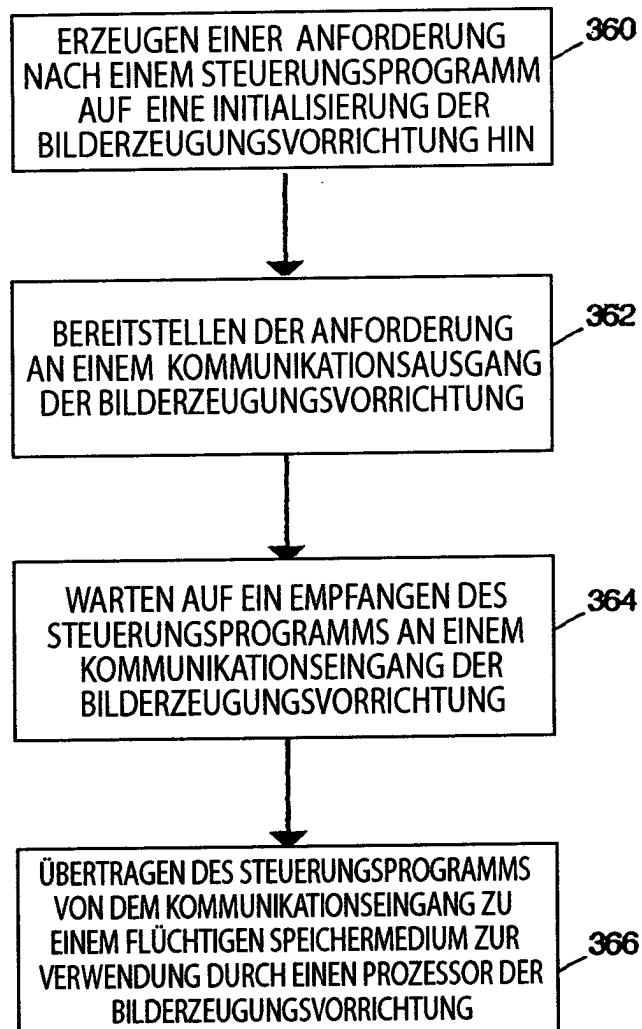 ERZEUGEN EINER ANFORDERUNG
NACH EINEM STEUERUNGSPROGRAMM
AUF EINE INITIALISIERUNG DER
BILDERZEUGUNGSVORRICHTUNG HIN
360
BEREITSTELLEN DER ANFORDERUNG
AN EINEM KOMMUNIKATIONSAUSGANG
DER BILDERZEUGUNGSVORRICHTUNG
362
WARTEN AUF EIN EMPFANGEN DES
STEUERUNGSPROGRAMMS AN EINEM
KOMMUNIKATIONSEINGANG DER
BILDERZEUGUNGSVORRICHTUNG
364
ÜBERTRAGEN DES STEUERUNGSPROGRAMMS
VON DEM KOMMUNIKATIONSEINGANG ZU
EINEM FLÜCHTIGEN SPEICHERMEDIUM ZUR
VERWENDUNG DURCH EINEN PROZESSOR DER
BILDERZEUGUNGSVORRICHTUNG
366